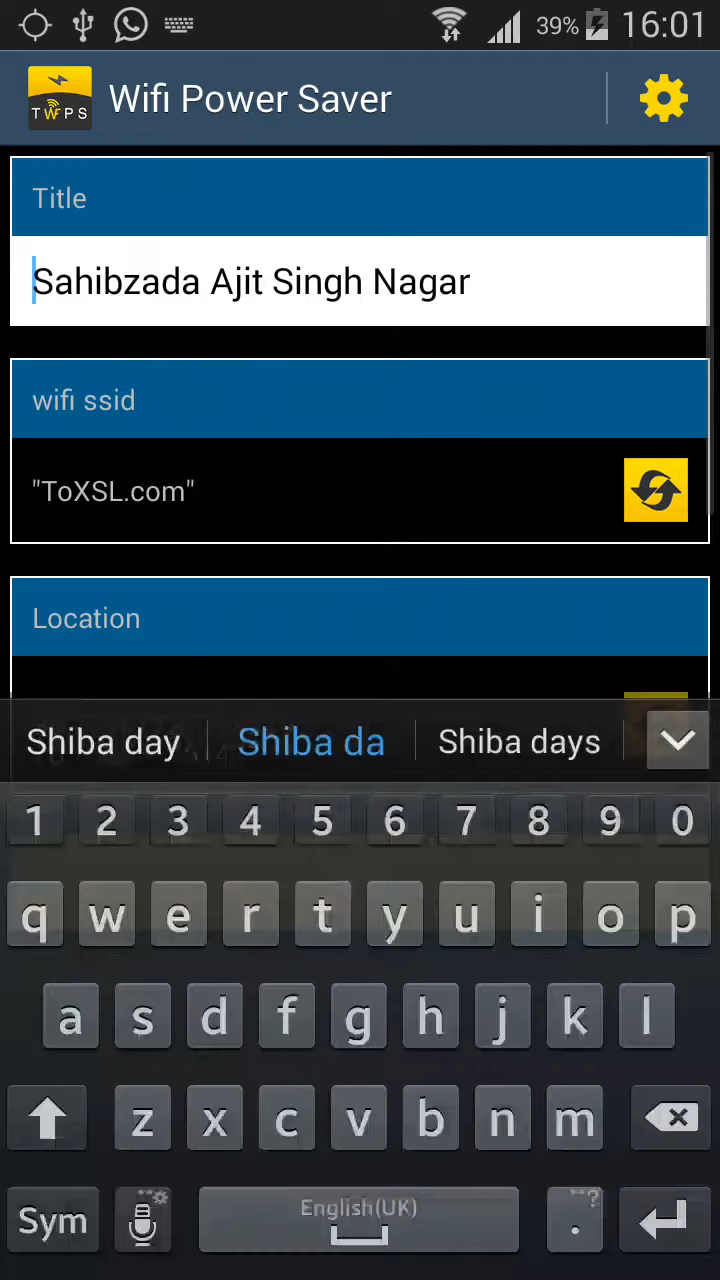 39% 16:01
TWPS Wifi Power Saver
Title
Sahibzada Ajit Singh Nagar
wifi ssid
"ToXSL.com"
Location
Shiba day Shiba da Shiba days
1 2 3 4 5 6 7 8 9 0
q w e r t y u i o p
a s d f g h j k l
z x c v b n m
Sym English(UK) . ?